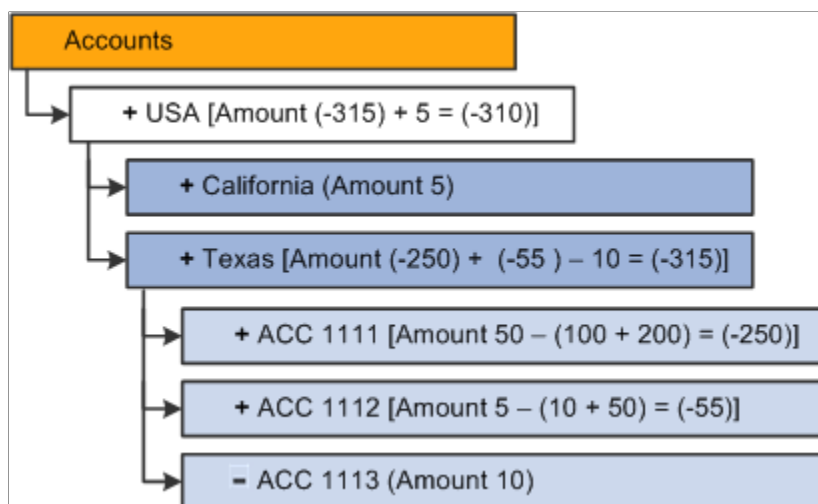 Accounts
+ USA [Amount (-315) + 5 = (-310)]
+ California (Amount 5)
+ Texas [Amount (-250) + (-55 ) – 10 = (-315)]
+ ACC 1111 [Amount 50 – (100 + 200) = (-250)]
+ ACC 1112 [Amount 5 – (10 + 50) = (-55)]
- ACC 1113 (Amount 10)